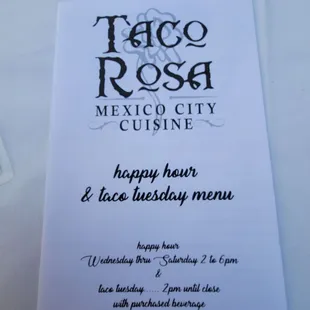 TACO
ROSA
MEXICO CITY
CUISINE
happy hour
& taco tuesday menu
happy hour
Wednesday thru Saturday 2 to 6pm
&
taco tuesday...... 2pm until close
with purchased beverage